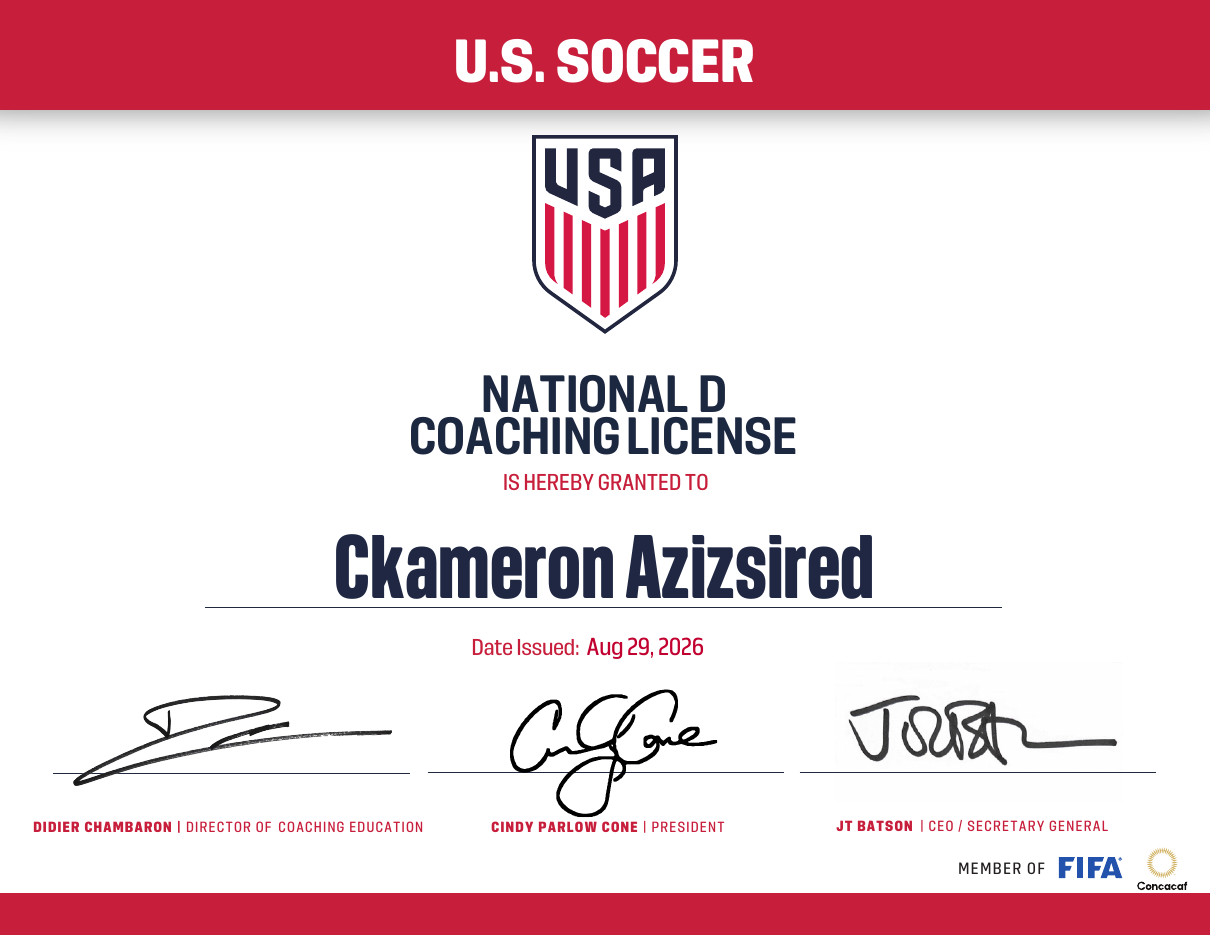 U.S. SOCCER
USA
NATIONAL D
COACHING LICENSE
IS HEREBY GRANTED TO
Ckameron Azizsired
Date Issued: Aug 29, 2026
DIDIER CHAMBARON | DIRECTOR OF COACHING EDUCATION
CINDY PARLOW CONE | PRESIDENT
JT BATSON | CEO / SECRETARY GENERAL
MEMBER OF FIFA
Concacaf